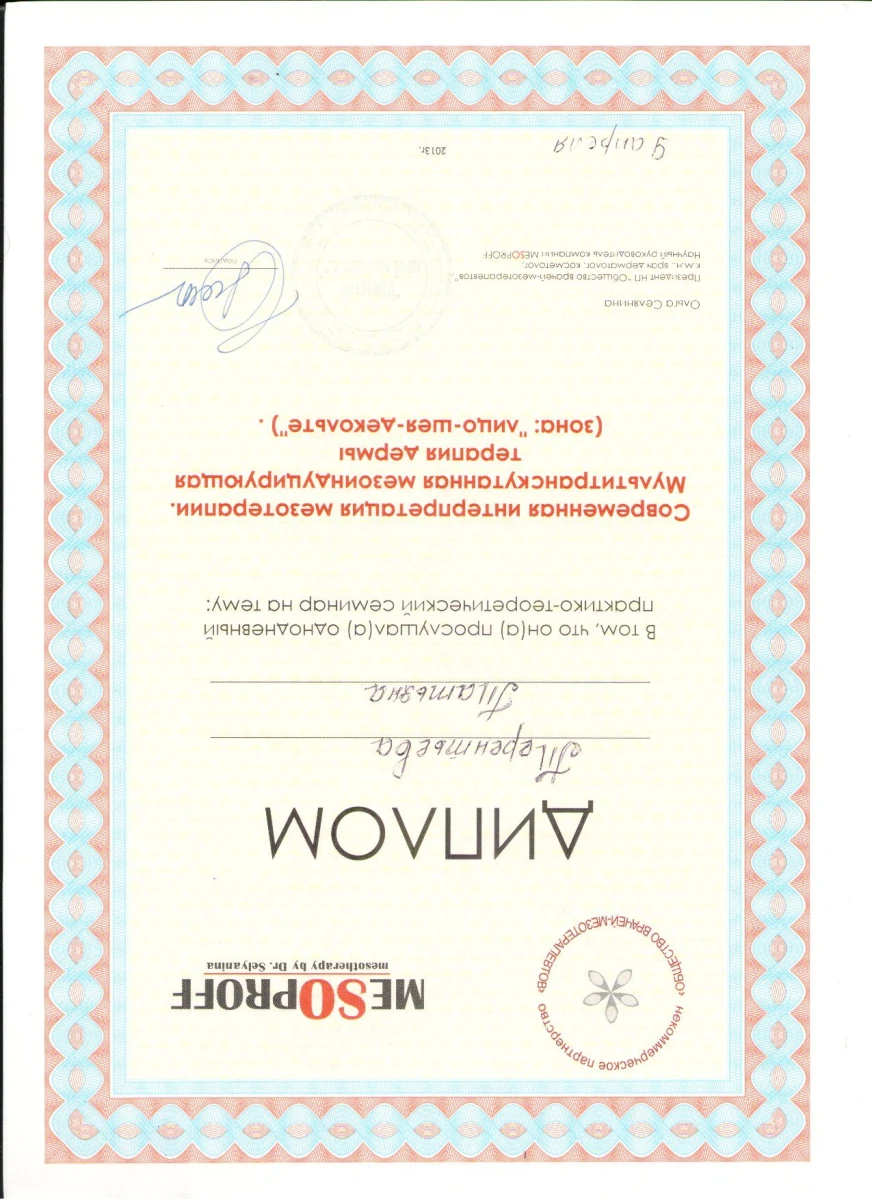 некоммерческое партнерство
«ОБЩЕСТВО ВРАЧЕЙ-МЕЗОТЕРАПЕВТОВ»
MESOPROFF
mesotherapy by Dr. Selyanina
ДИПЛОМ
Терентьева
Татьяна
В том, что он(а) прослушал(а) однодневный
практико-теоретический семинар на тему:
Современная интерпретация мезотерапии.
Мультитранскутанная мезоиндуцирующая
терапия дермы
(зона: "лицо-шея-декольте") .
Ольга Селянина
Президент НП "Общество врачей-мезотерапевтов"
к.м.н., врач дерматолог, косметолог,
Научный руководитель компании MESOPROFF
подпись
9 апреля 2013г.